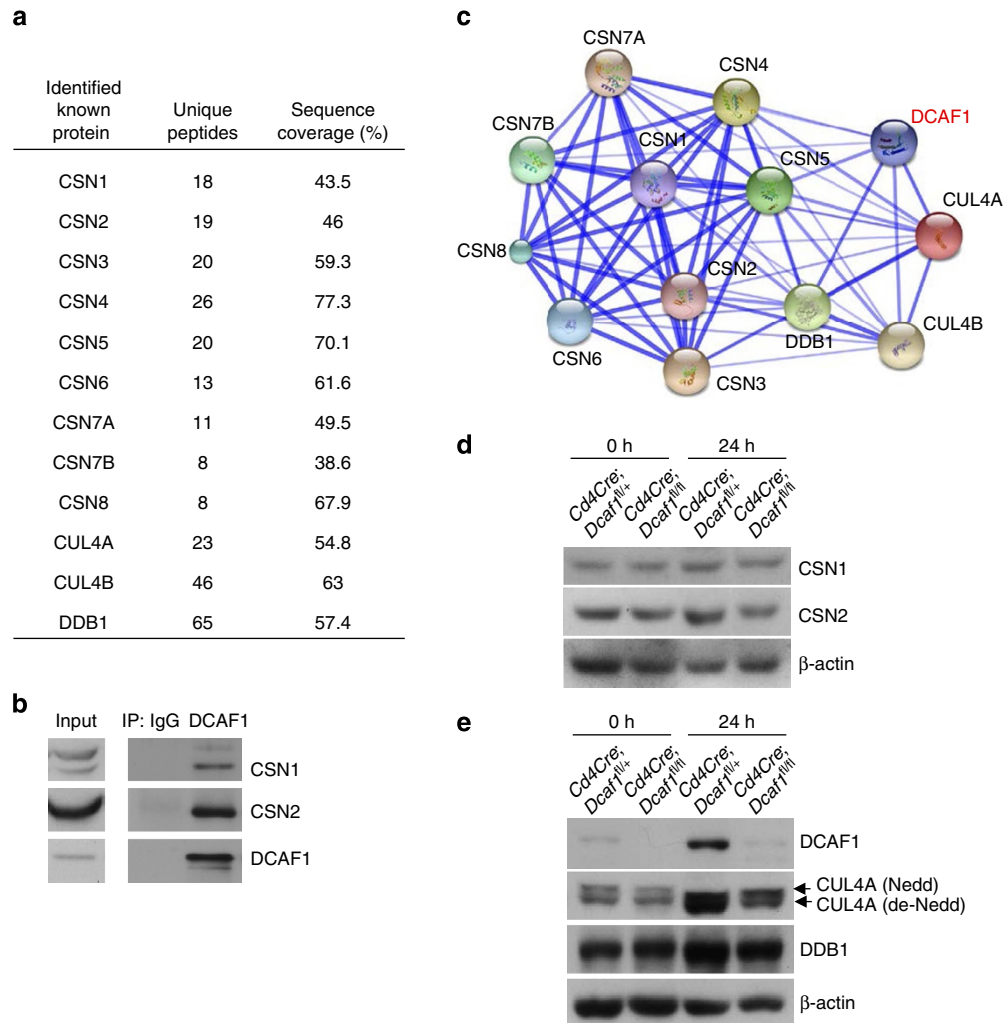 a
Identified known protein Unique peptides Sequence coverage (%)
CSN1 18 43.5
CSN2 19 46
CSN3 20 59.3
CSN4 26 77.3
CSN5 20 70.1
CSN6 13 61.6
CSN7A 11 49.5
CSN7B 8 38.6
CSN8 8 67.9
CUL4A 23 54.8
CUL4B 46 63
DDB1 65 57.4
b
Input IP: IgG DCAF1
CSN1
CSN2
DCAF1
c
CSN7A
CSN4
DCAF1
CSN7B
CSN1
CSN5
CUL4A
CSN8
CSN2
CSN6
DDB1
CUL4B
CSN3
d
0 h 24 h
Cd4Cre; Dcaf1fl/+
Cd4Cre; Dcaf1fl/fl
Cd4Cre; Dcaf1fl/+
Cd4Cre; Dcaf1fl/fl
CSN1
CSN2
β-actin
e
0 h 24 h
Cd4Cre; Dcaf1fl/+
Cd4Cre; Dcaf1fl/fl
Cd4Cre; Dcaf1fl/+
Cd4Cre; Dcaf1fl/fl
DCAF1
CUL4A (Nedd)
CUL4A (de-Nedd)
DDB1
β-actin